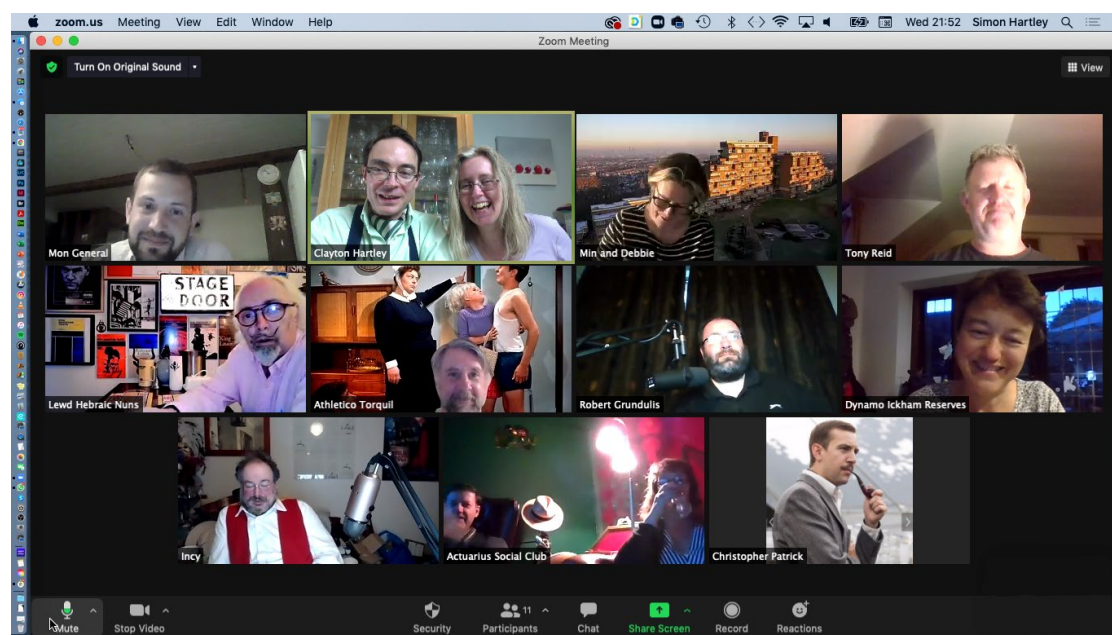 zoom.us Meeting View Edit Window Help Wed 21:52 Simon Hartley
Zoom Meeting
Turn On Original Sound
View
Mon General
Clayton Hartley
Min and Debbie
Tony Reid
STAGE
DOOR
Lewd Hebraic Nuns
Athletico Torquil
Robert Grundulis
Dynamo Ickham Reserves
Incy
Actuarius Social Club
Christopher Patrick
Mute
Stop Video
Security
Participants
11
Chat
Share Screen
Record
Reactions